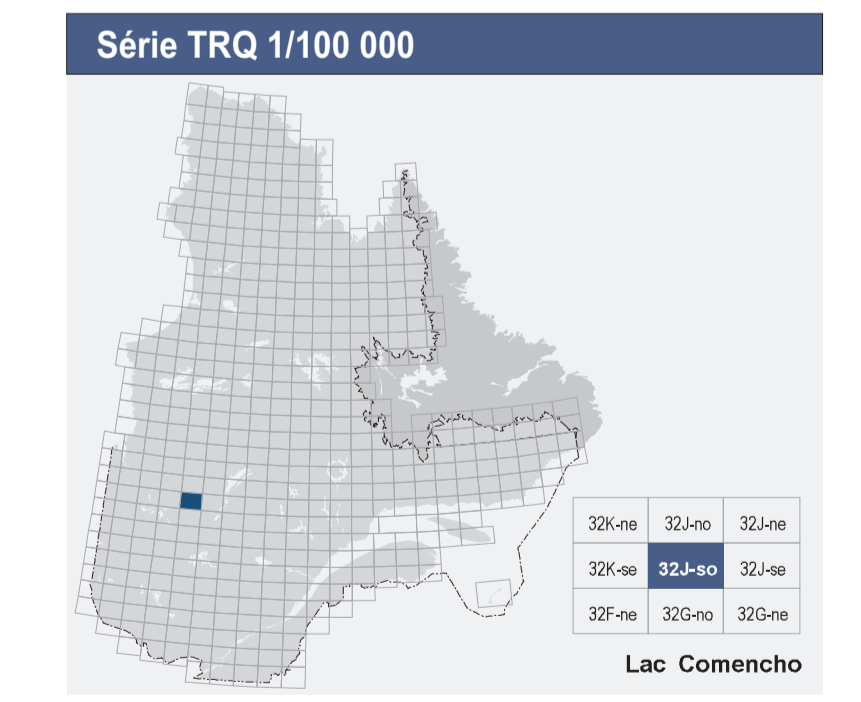 Série TRQ 1/100 000
32K-ne 32J-no 32J-ne
32K-se 32J-so 32J-se
32F-ne 32G-no 32G-ne
Lac Comencho